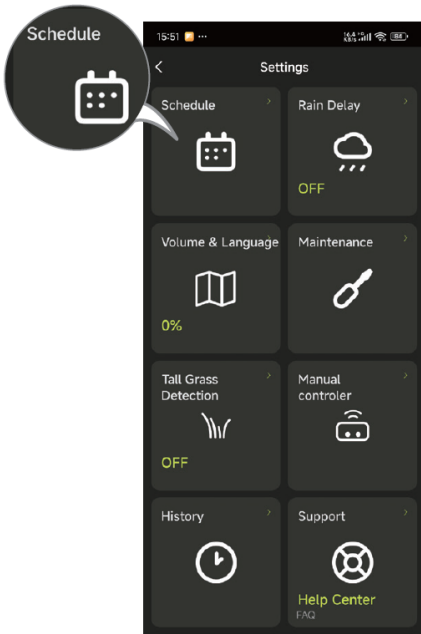 Schedule
15:51
Settings
Schedule
Rain Delay
OFF
Volume & Language
Maintenance
0%
Tall Grass
Detection
Manual
controler
OFF
History
Support
Help Center
FAQ